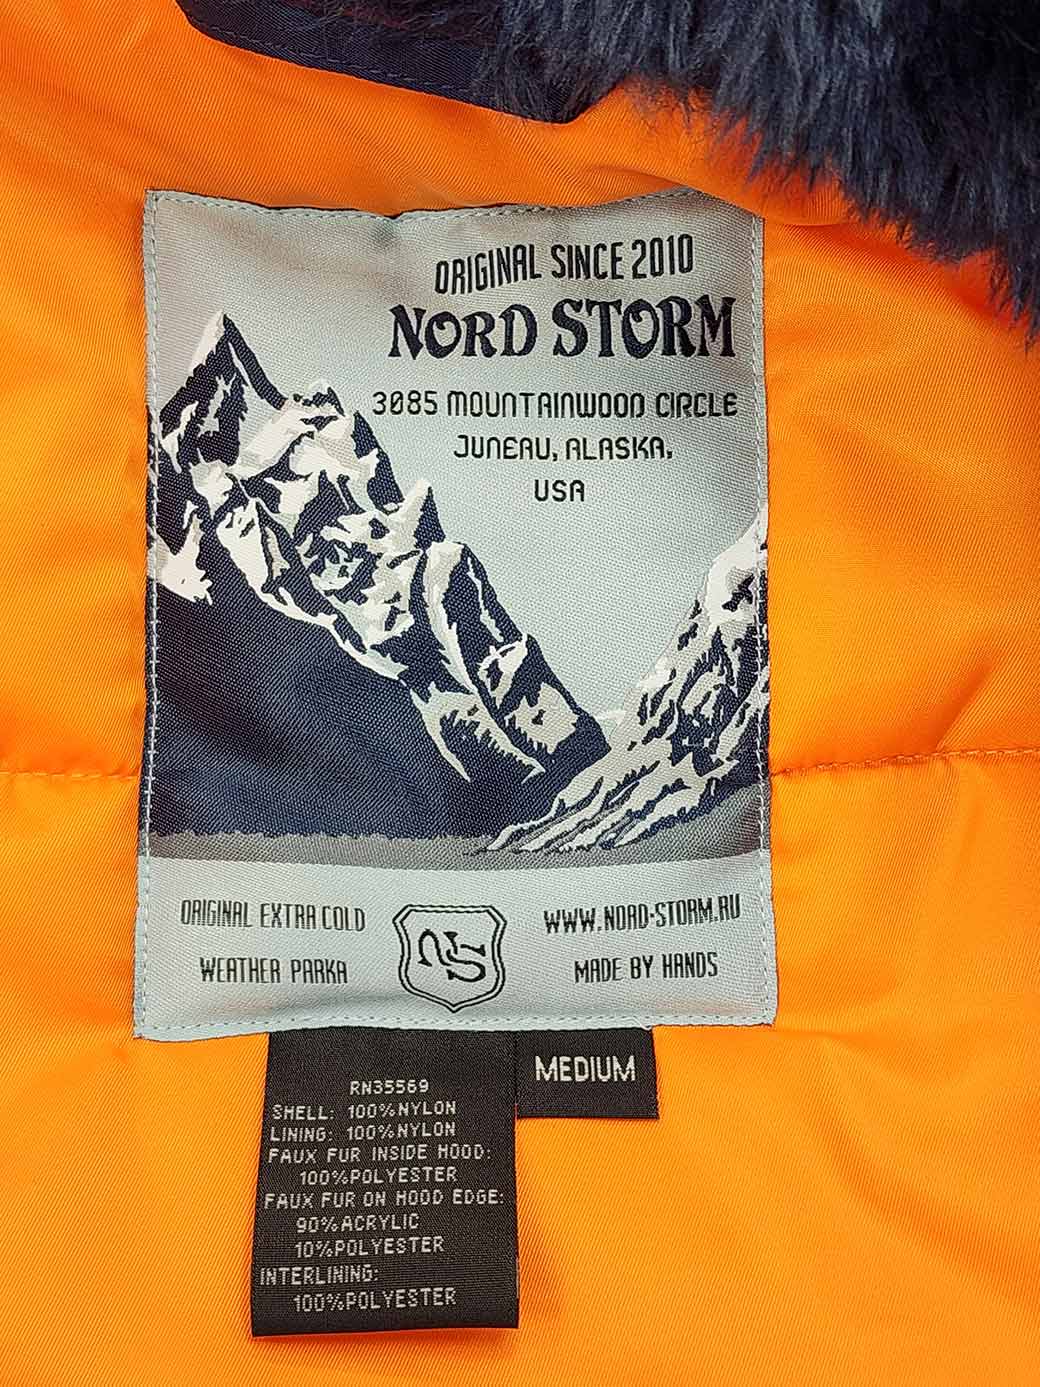 ORIGINAL SINCE 2010
NORD STORM
3085 MOUNTAINWOOD CIRCLE
JUNEAU, ALASKA,
USA
ORIGINAL EXTRA COLD
WEATHER PARKA
NS
WWW.NORD-STORM.RU
MADE BY HANDS
MEDIUM
RN35569
SHELL: 100%NYLON
LINING: 100%NYLON
FAUX FUR INSIDE HOOD:
100%POLYESTER
FAUX FUR ON HOOD EDGE:
90%ACRYLIC
10%POLYESTER
INTERLINING:
100%POLYESTER